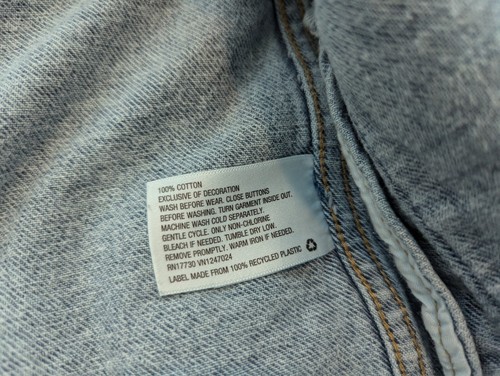 100% COTTON
EXCLUSIVE OF DECORATION
WASH BEFORE WEAR. CLOSE BUTTONS
BEFORE WASHING. TURN GARMENT INSIDE OUT.
MACHINE WASH COLD SEPARATELY.
GENTLE CYCLE. ONLY NON-CHLORINE
BLEACH IF NEEDED. TUMBLE DRY LOW.
REMOVE PROMPTLY. WARM IRON IF NEEDED.
RN17730 VN1247024
LABEL MADE FROM 100% RECYCLED PLASTIC